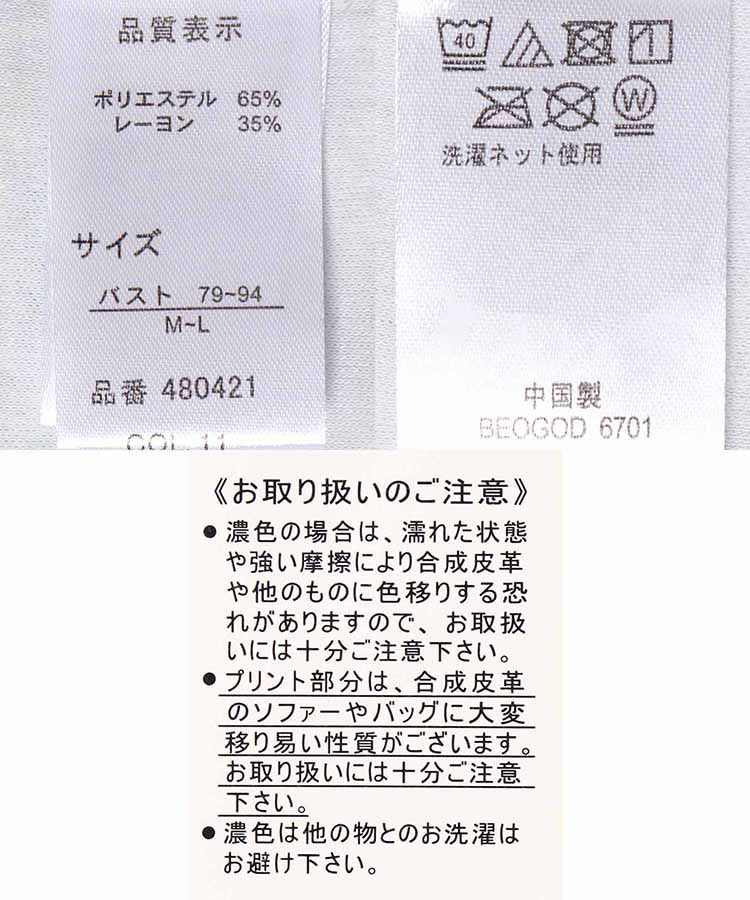 品質表示
ポリエステル 65%
レーヨン 35%
サイズ
バスト 79~94
M~L
品番 480421
COL.11
40
W
洗濯ネット使用
中国製
BEOGOD 6701
《お取り扱いのご注意》
●濃色の場合は、濡れた状態
や強い摩擦により合成皮革
や他のものに色移りする恐
れがありますので、お取扱
いには十分ご注意下さい。
●プリント部分は、合成皮革
のソファーやバッグに大変
移り易い性質がございます。
お取り扱いには十分ご注意
下さい。
●濃色は他の物とのお洗濯は
お避け下さい。